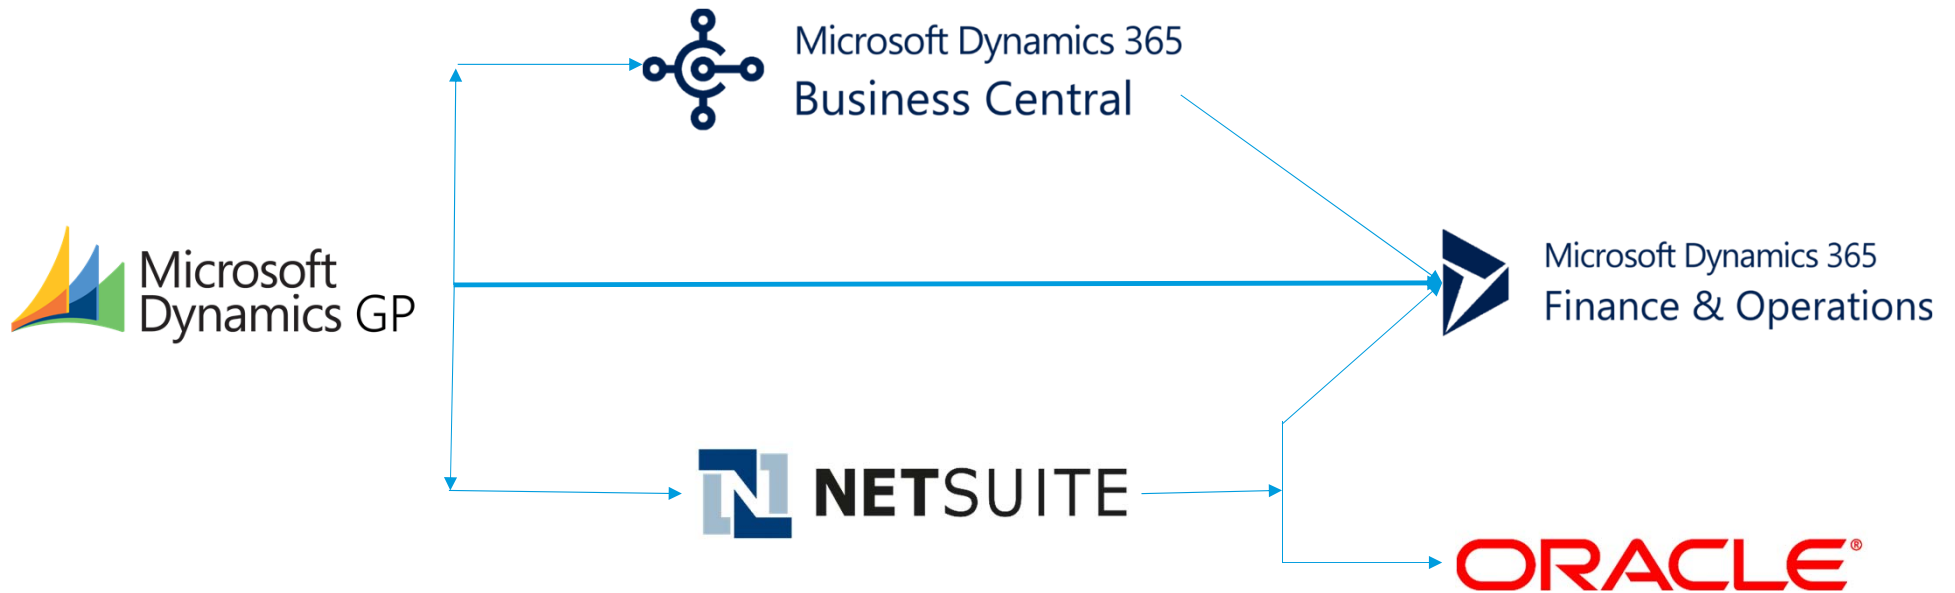 Microsoft Dynamics 365
Business Central
Microsoft
Dynamics GP
Microsoft Dynamics 365
Finance & Operations
N NETSUITE
ORACLE®